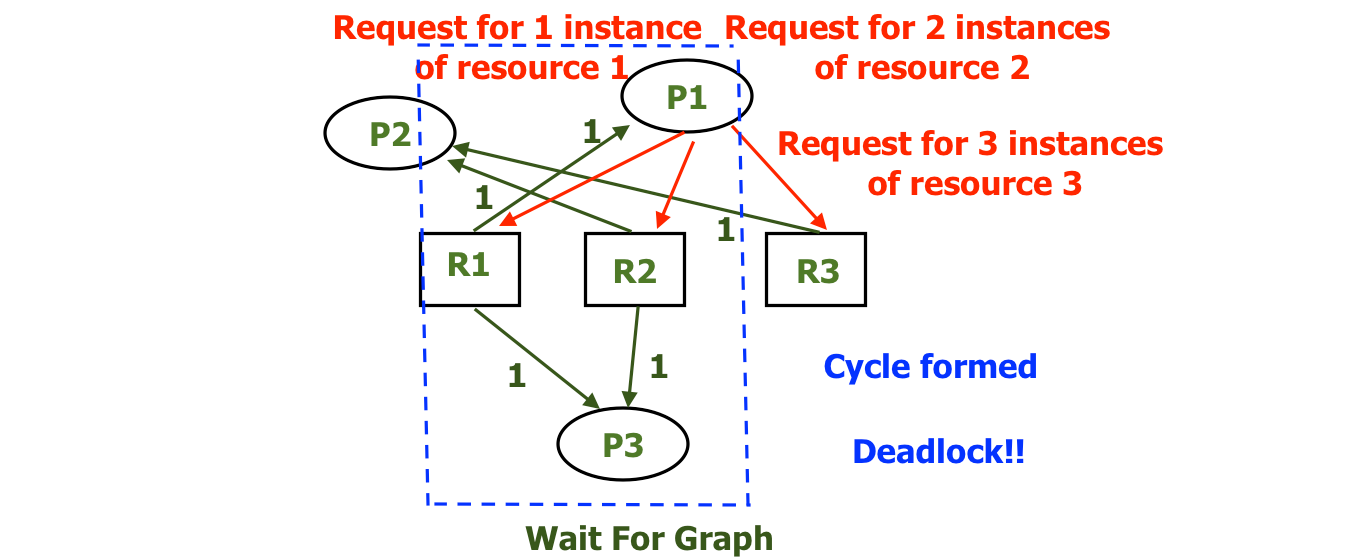 Request for 1 instance
of resource 1
Request for 2 instances
of resource 2
P1
P2
1
Request for 3 instances
of resource 3
1
1
R1
R2
R3
1
1
Cycle formed
P3
Deadlock!!
Wait For Graph